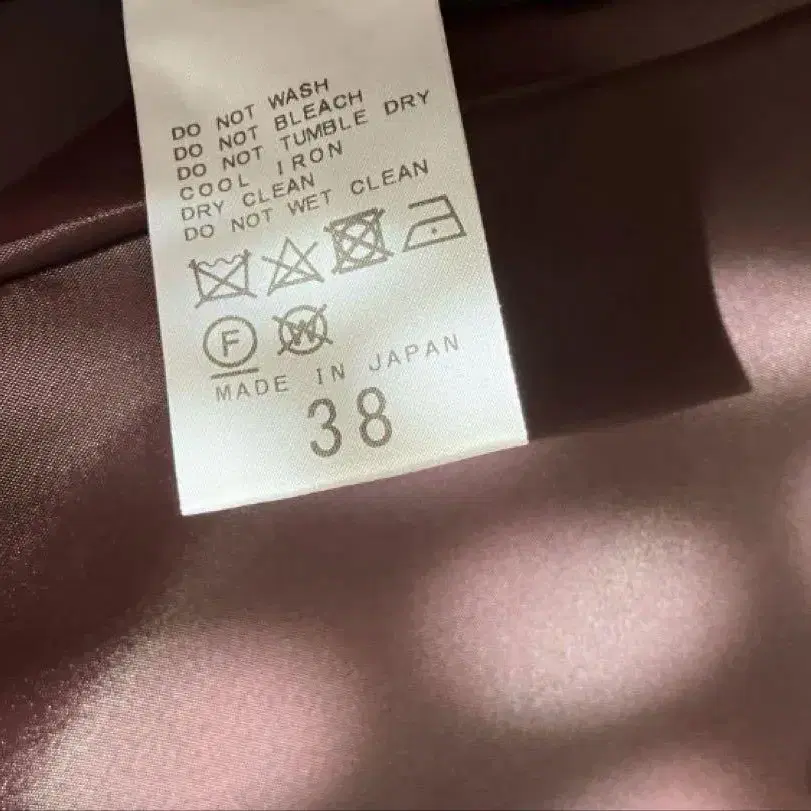 DO NOT WASH
DO NOT BLEACH
DO NOT TUMBLE DRY
COOL IRON
DRY CLEAN
DO NOT WET CLEAN
F W
MADE IN JAPAN
38